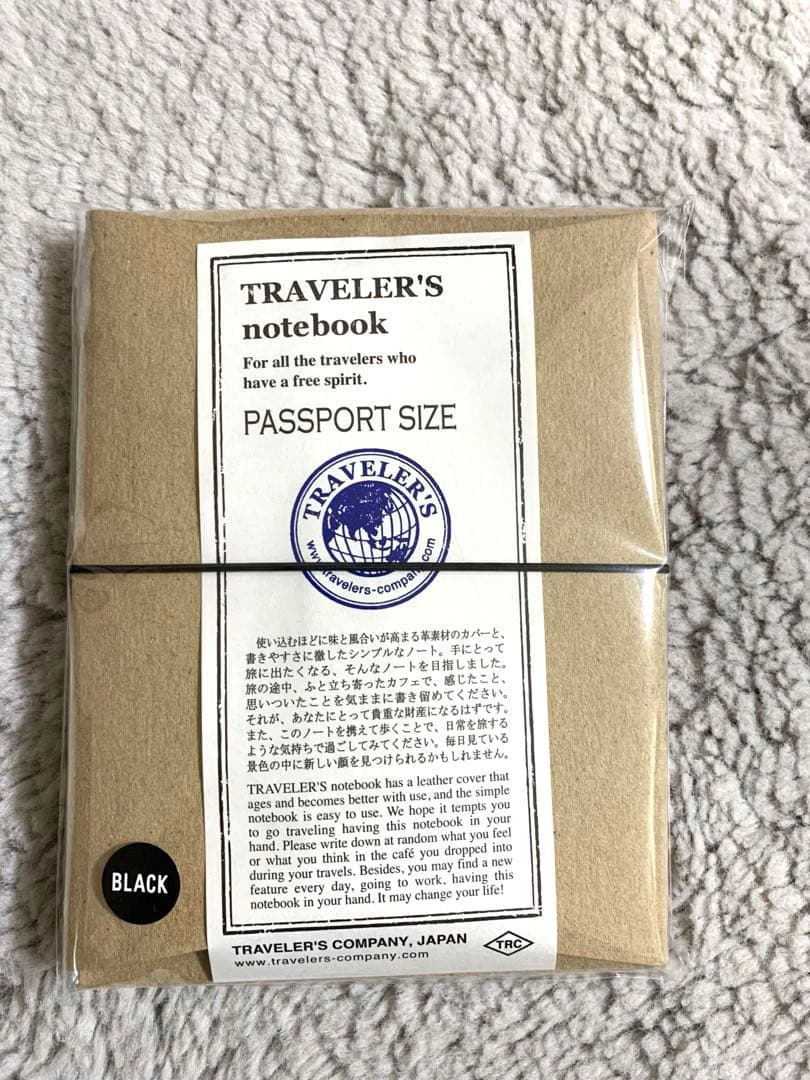 TRAVELER'S
notebook
For all the travelers who
have a free spirit.
PASSPORT SIZE
TRAVELER'S
www.travelers-company.com
使い込むほどに味と風合いが高まる革素材のカバーと、
書きやすさに徹したシンプルなノート。手にとって
旅に出たくなる、そんなノートを目指しました。
旅の途中、ふと立ち寄ったカフェで、感じたこと、
思いついたことを気ままに書き留めてください。
それが、あなたにとって貴重な財産になるはずです。
また、このノートを携えて歩くことで、日常を旅する
ような気持ちで過ごしてみてください。毎日見ている
景色の中に新しい顔を見つけられるかもしれません。
TRAVELER'S notebook has a leather cover that
ages and becomes better with use, and the simple
notebook is easy to use. We hope it tempts you
to go traveling having this notebook in your
hand. Please write down at random what you feel
or what you think in the café you dropped into
during your travels. Besides, you may find a new
feature every day, going to work, having this
notebook in your hand. It may change your life!
BLACK
TRAVELER'S COMPANY, JAPAN
TRC
www.travelers-company.com